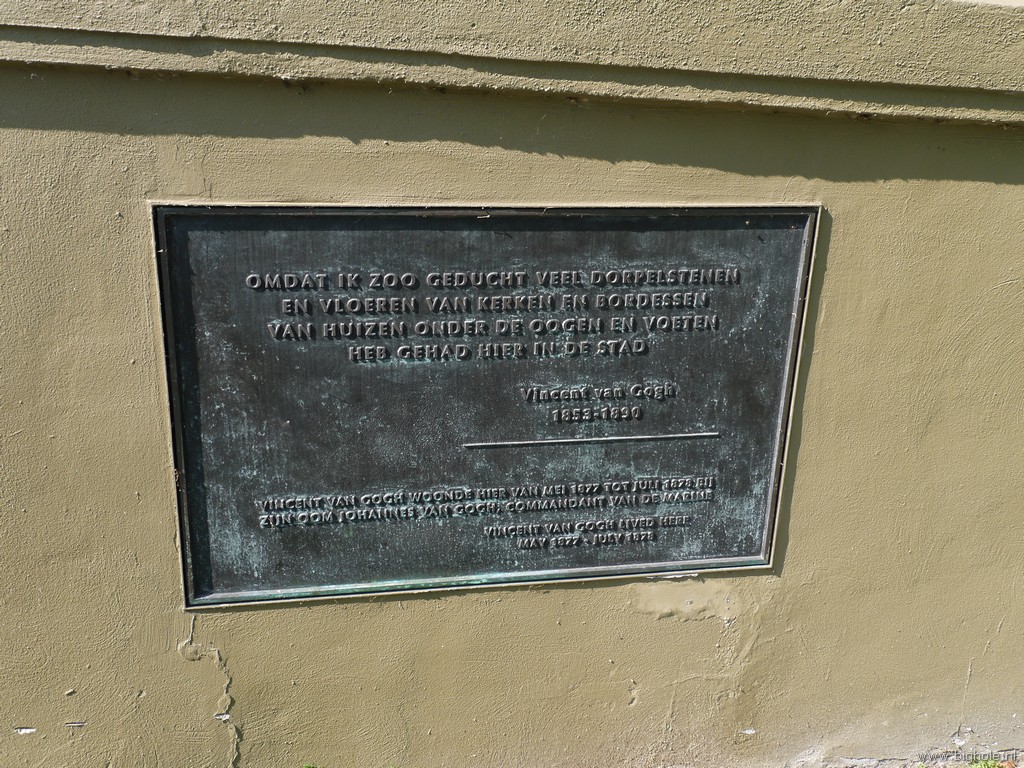 OMDAT IK ZOO GEDUCHT VEEL DORPELSTENEN
EN VLOEREN VAN KERKEN EN BORDESSEN
VAN HUIZEN ONDER DE OOGEN EN VOETEN
HEB GEHAD HIER IN DE STAD
Vincent van Gogh
1853-1890
VINCENT VAN GOGH WOONDE HIER VAN MEI 1877 TOT JULI 1878 BIJ
ZIJN OOM JOHANNES VAN GOGH, COMMANDANT VAN DE MARINE
VINCENT VAN GOGH LIVED HERE
MAY 1877 - JULY 1878
www.bighole.nl